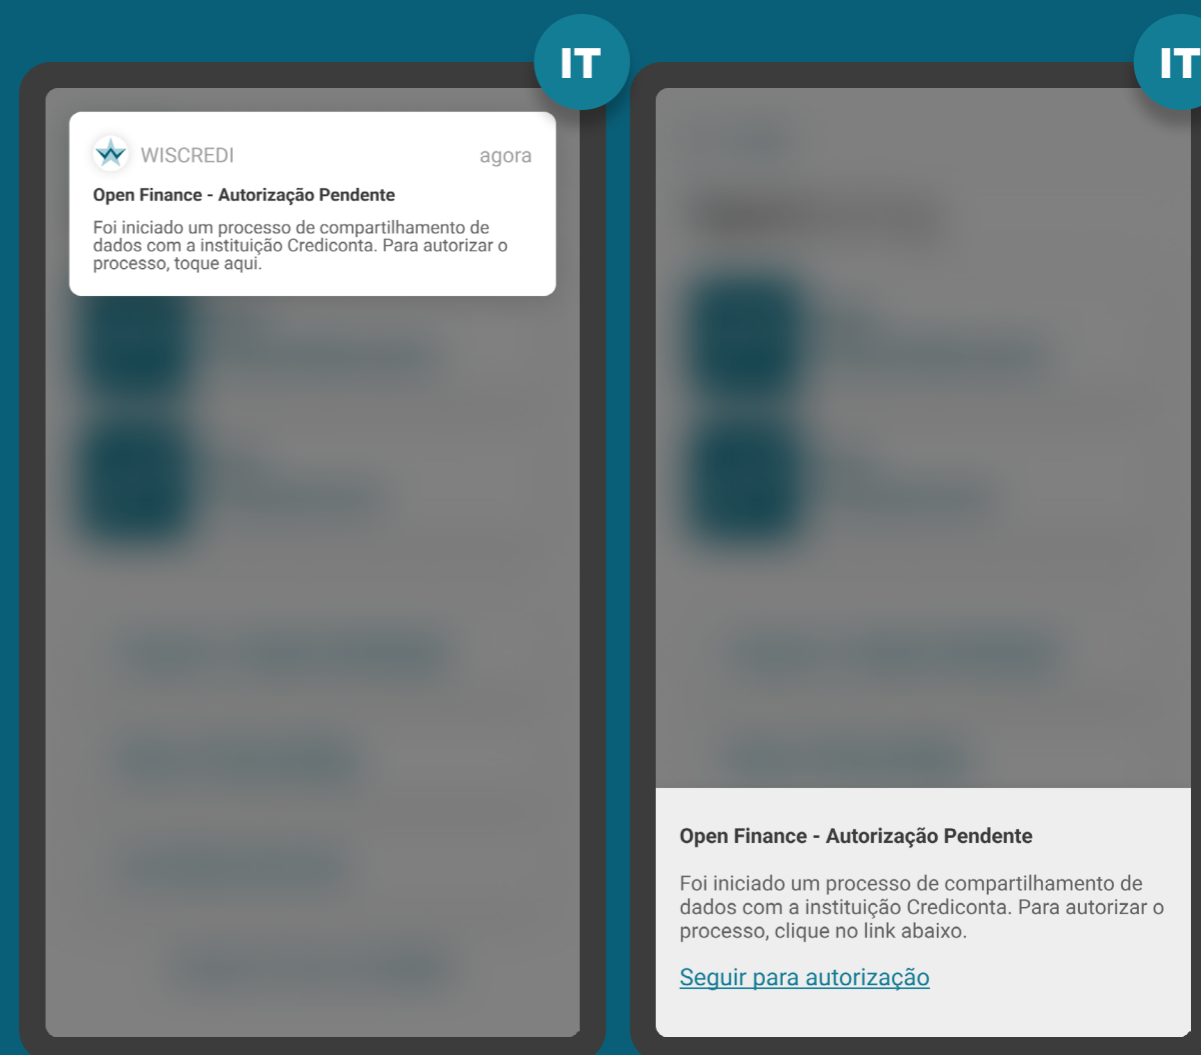 IT
WISCREDI
agora
Open Finance - Autorização Pendente
Foi iniciado um processo de compartilhamento de
dados com a instituição Crediconta. Para autorizar o
processo, toque aqui.
IT
Open Finance - Autorização Pendente
Foi iniciado um processo de compartilhamento de
dados com a instituição Crediconta. Para autorizar o
processo, clique no link abaixo.
Seguir para autorização